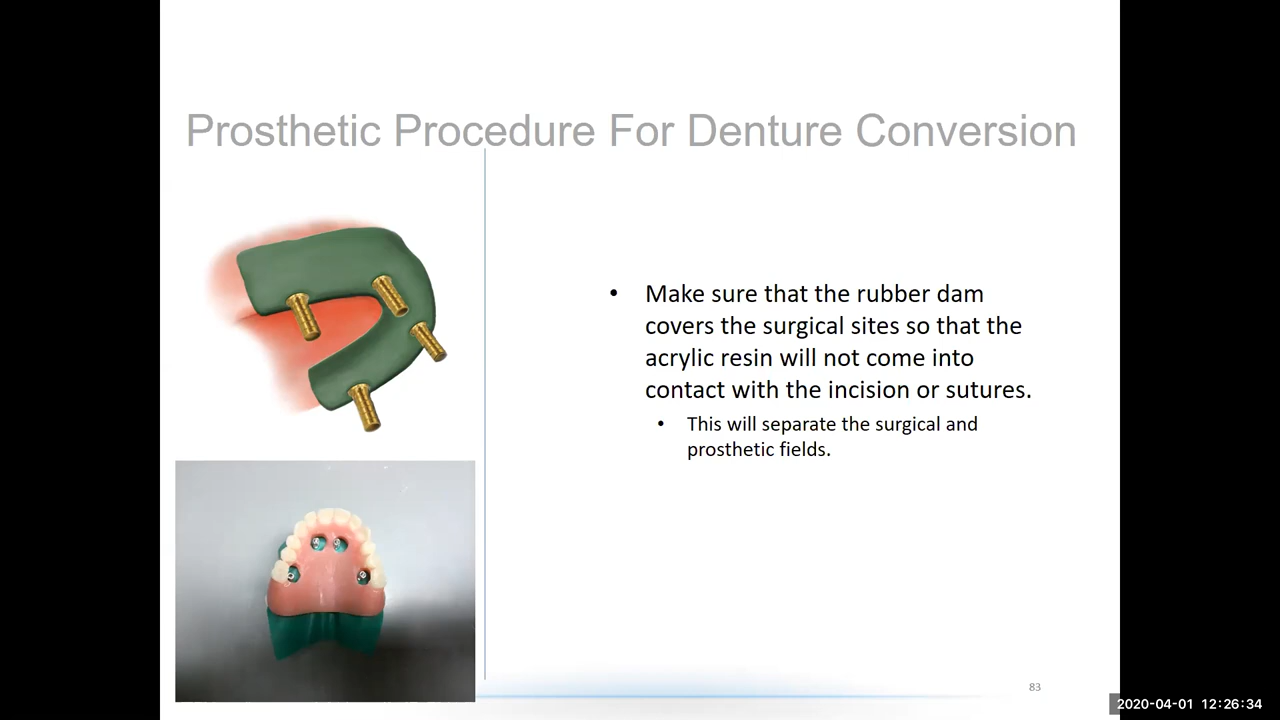 Prosthetic Procedure For Denture Conversion
• Make sure that the rubber dam
covers the surgical sites so that the
acrylic resin will not come into
contact with the incision or sutures.
• This will separate the surgical and
prosthetic fields.
83
2020-04-01 12:26:34